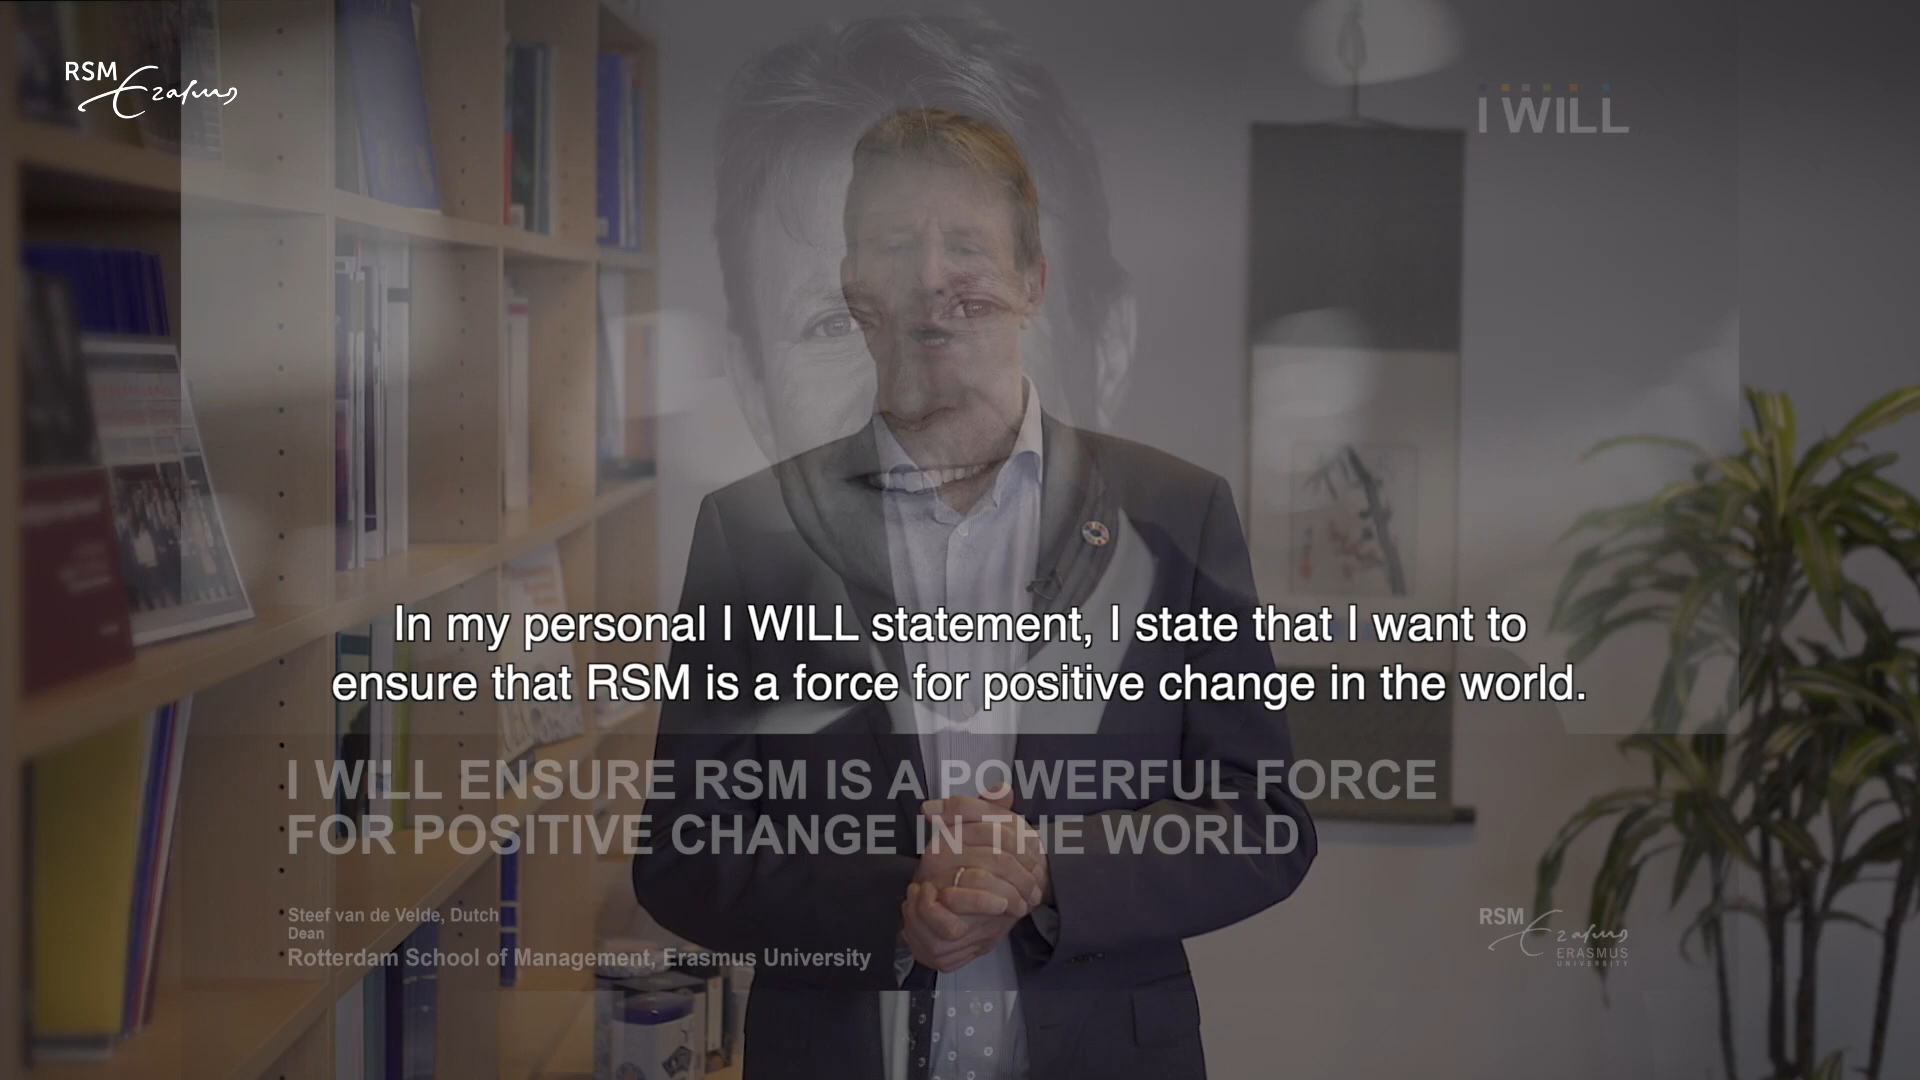 RSM
Erasmus
I WILL
In my personal I WILL statement, I state that I want to
ensure that RSM is a force for positive change in the world.
I WILL ENSURE RSM IS A POWERFUL FORCE
FOR POSITIVE CHANGE IN THE WORLD
Steef van de Velde, Dutch
Dean
Rotterdam School of Management, Erasmus University
RSM
Erasmus
ERASMUS
UNIVERSITY